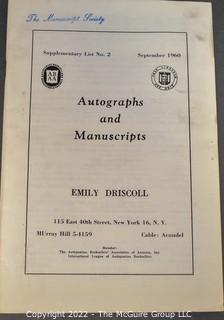 The Manuscript Society
Supplementary List No. 2
September 1960
ABAA
Autographs
and
Manuscripts
EMILY DRISCOLL
115 East 40th Street, New York 16, N. Y.
MUrray Hill 5-4159
Cable: Arundel
Member:
The Antiquarian Booksellers' Association of America, Inc.
International League of Antiquarian Booksellers
Copyright 2022 - The McGuire Group LLC